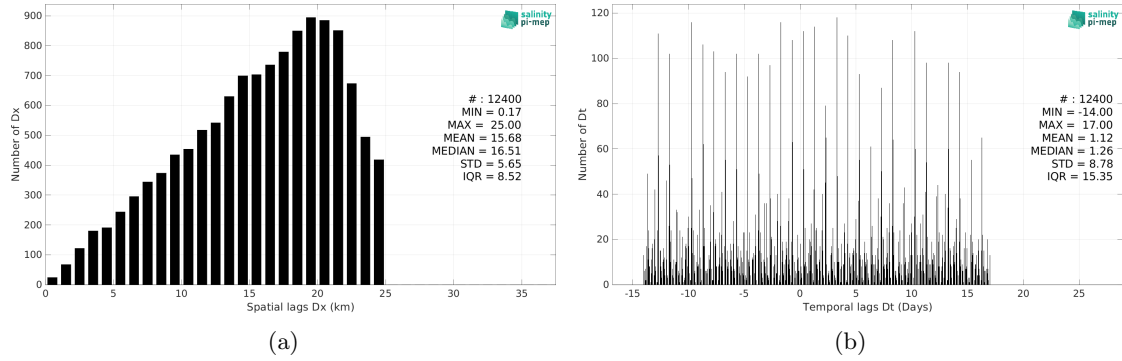 900
800
700
600
500
400
300
200
100
0
Number of Dx
0
5
10
15
20
25
30
35
Spatial lags Dx (km)
salinity
pi-mep
# : 12400
MIN = 0.17
MAX = 25.00
MEAN = 15.68
MEDIAN = 16.51
STD = 5.65
IQR = 8.52
(a)
120
100
80
60
40
20
0
Number of Dt
-15
-10
-5
0
5
10
15
20
25
Temporal lags Dt (Days)
salinity
pi-mep
# : 12400
MIN = -14.00
MAX = 17.00
MEAN = 1.12
MEDIAN = 1.26
STD = 8.78
IQR = 15.35
(b)